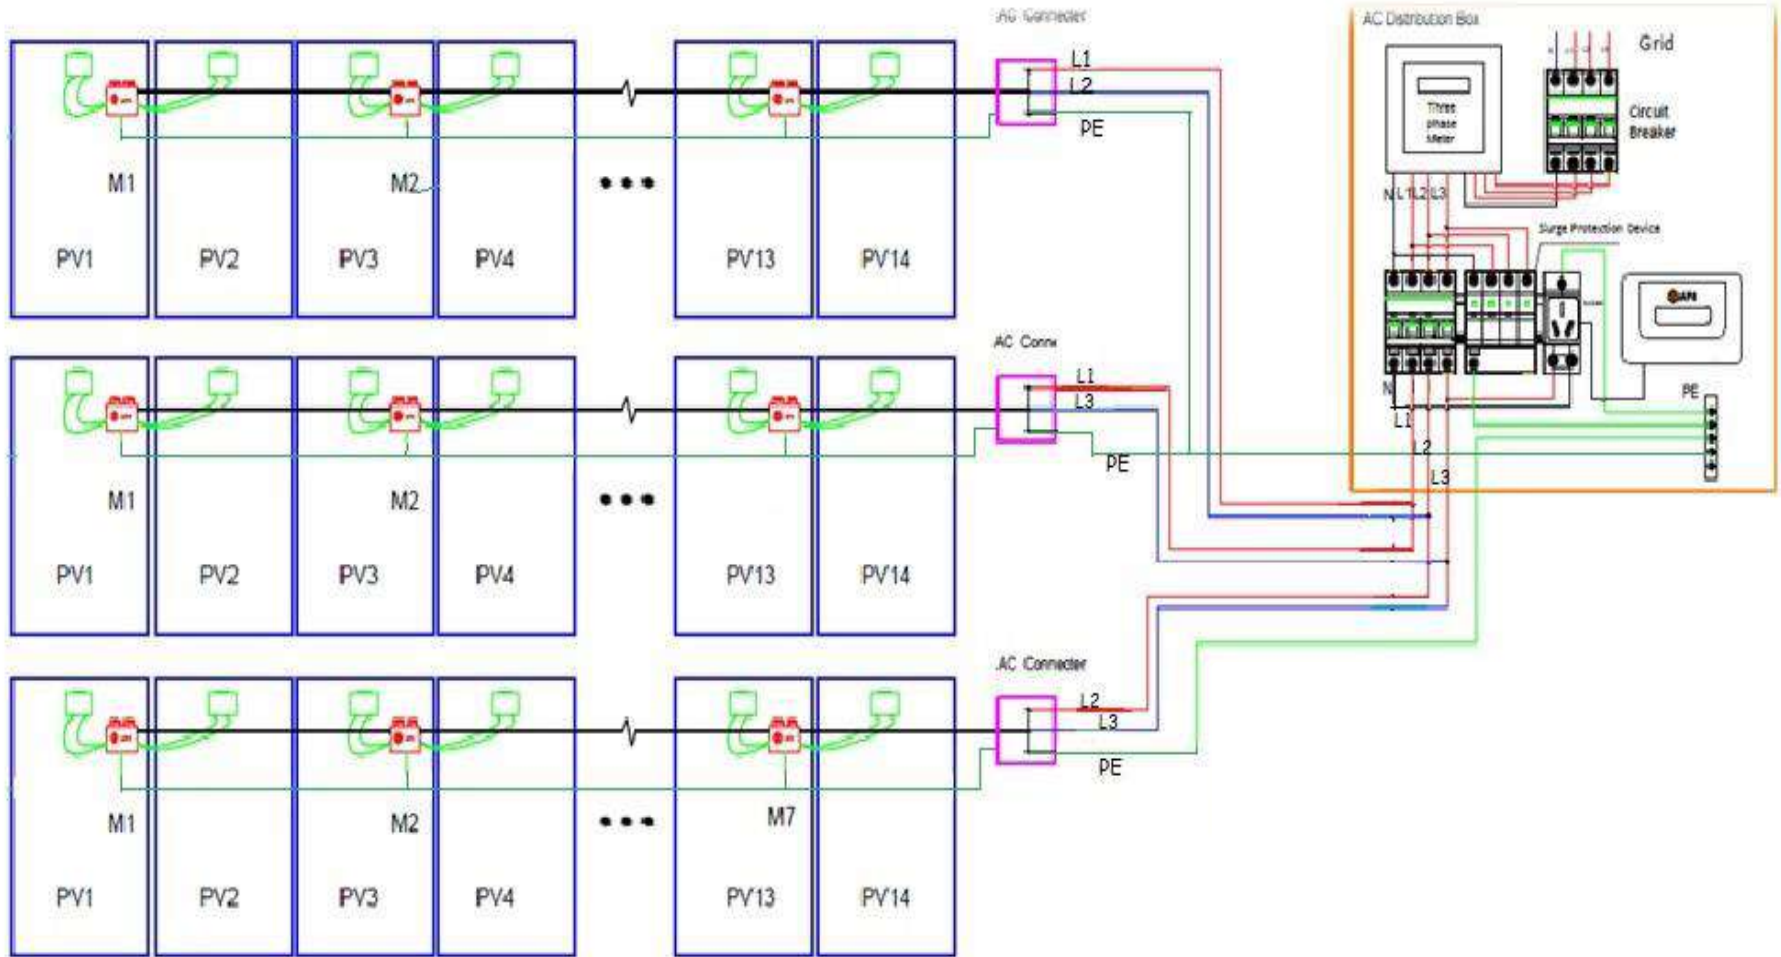 AC Connecter
AC Distribution Box
L1
L2
PE
Three
phase
Meter
Grid
Circuit
Breaker
M1
M2
PV1
PV2
PV3
PV4
PV13
PV14
N L1 L2 L3
Surge Protection Device
APS
N
PE
L1
L2
L3
AC Conne
L1
L3
PE
M1
M2
PV1
PV2
PV3
PV4
PV13
PV14
AC Connecter
L2
L3
PE
M1
M2
M7
PV1
PV2
PV3
PV4
PV13
PV14